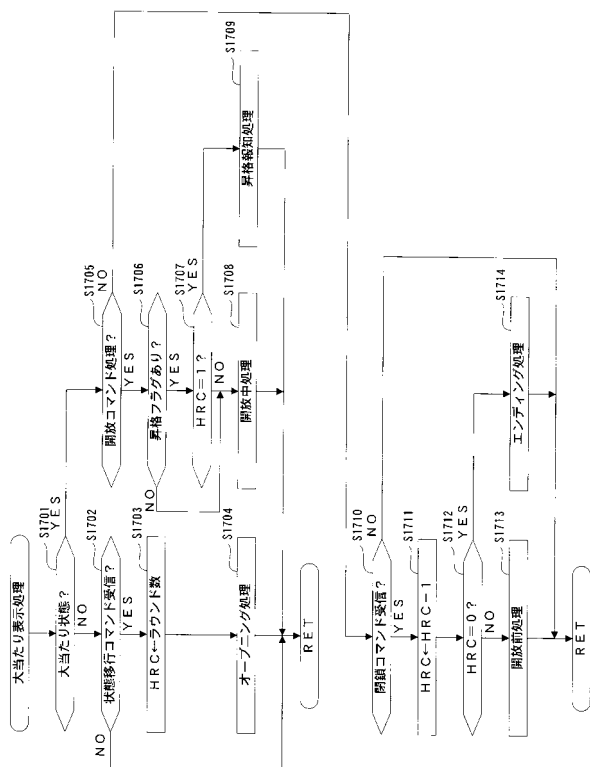 大当たり表示処理
S1701
大当たり状態?
YES
NO
S1702
状態移行コマンド受信?
NO
YES
S1703
HRC←ラウンド数
S1704
オープニング処理
RET
S1705
開放コマンド処理?
NO
YES
S1706
昇格フラグあり?
NO
YES
S1707
HRC=1?
YES
NO
S1708
開放中処理
S1709
昇格報知処理
S1710
閉鎖コマンド受信?
NO
YES
S1711
HRC←HRC-1
S1712
HRC=0?
YES
NO
S1713
開放前処理
S1714
エンディング処理
RET